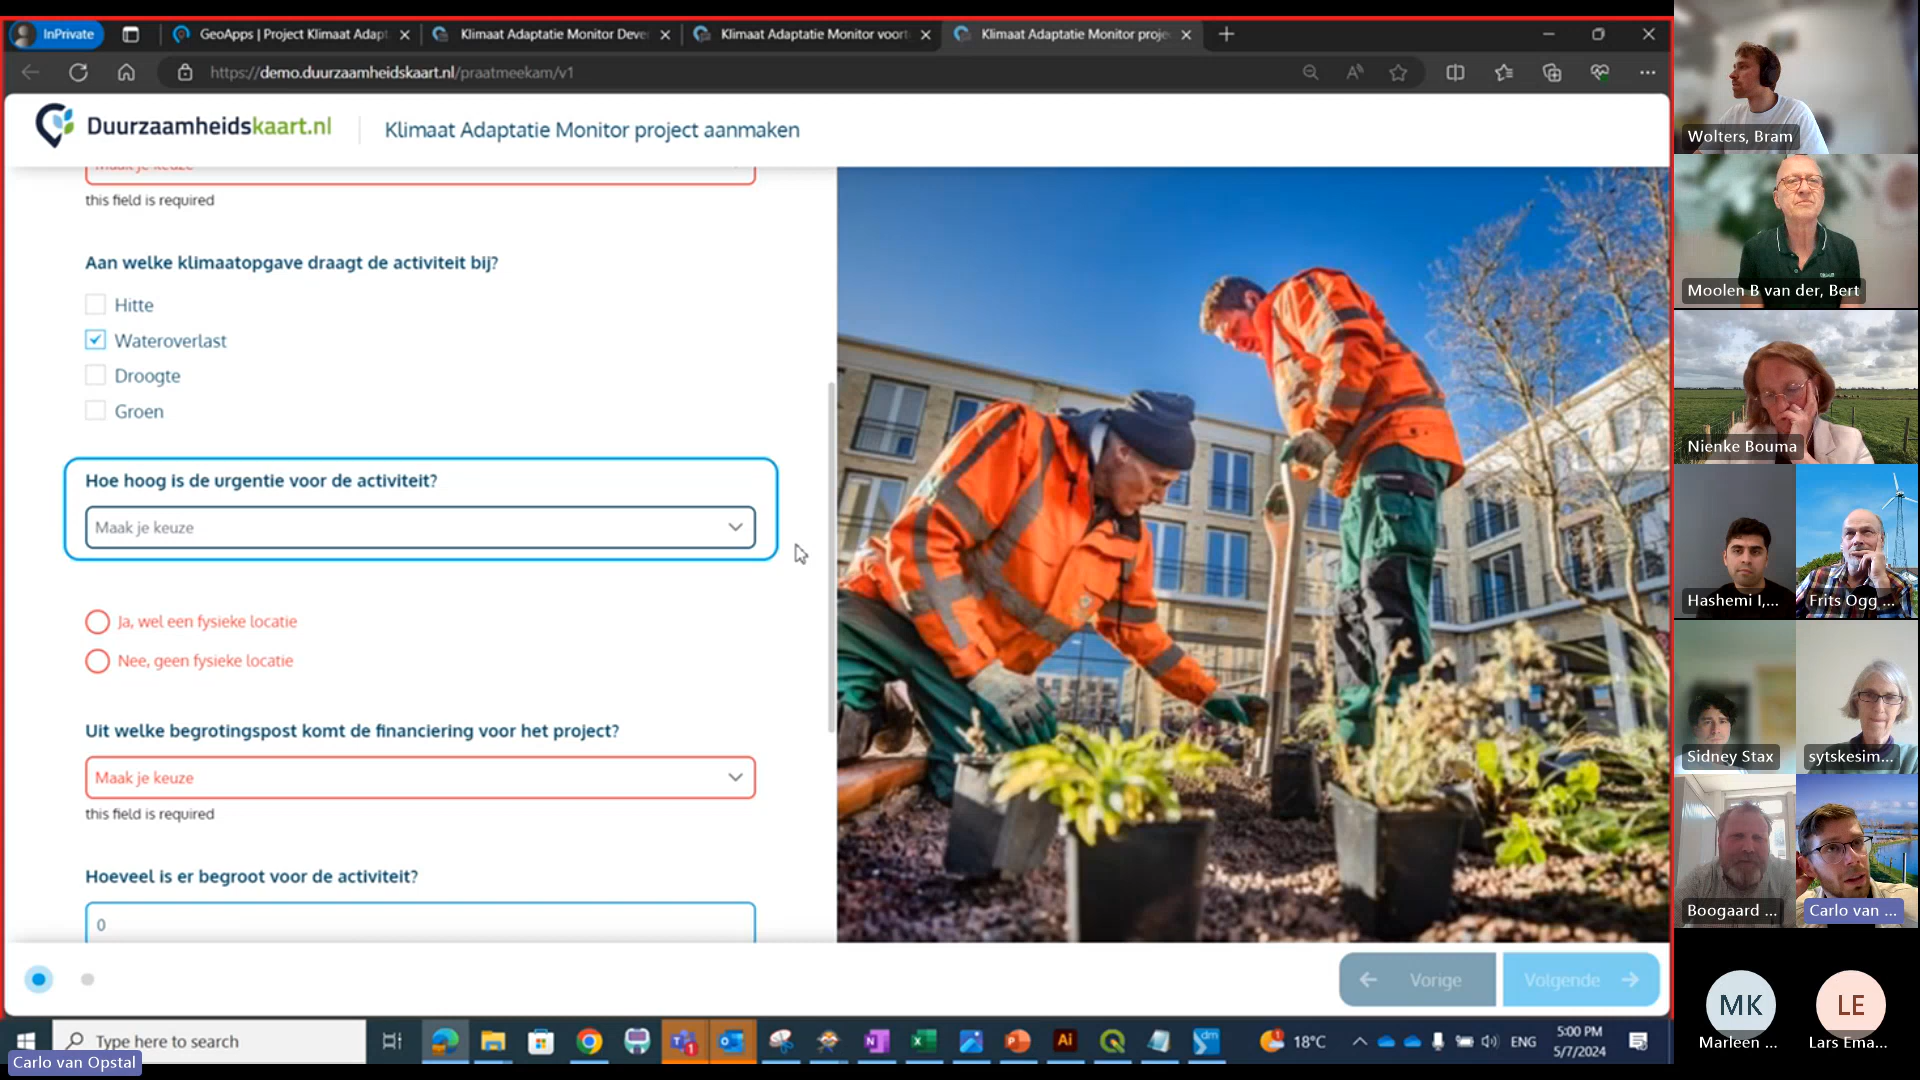 InPrivate
GeoApps | Project Klimaat Adapt
Klimaat Adaptatie Monitor Deve
Klimaat Adaptatie Monitor voort
Klimaat Adaptatie Monitor proje
https://demo.duurzaamheidskaart.nl/praatmeekam/v1
Duurzaamheidskaart.nl
Klimaat Adaptatie Monitor project aanmaken
Maak je keuze
this field is required
Aan welke klimaatopgave draagt de activiteit bij?
Hitte
Wateroverlast
Droogte
Groen
Hoe hoog is de urgentie voor de activiteit?
Maak je keuze
Ja, wel een fysieke locatie
Nee, geen fysieke locatie
Uit welke begrotingspost komt de financiering voor het project?
Maak je keuze
this field is required
Hoeveel is er begroot voor de activiteit?
0
Vorige
Volgende
Type here to search
18°C
ENG
5:00 PM
5/7/2024
Carlo van Opstal
Wolters, Bram
Moolen B van der, Bert
Nienke Bouma
Hashemi I,...
Frits Ogg ...
Sidney Stax
sytskesim...
Boogaard ...
Carlo van ...
MK
Marleen ...
LE
Lars Ema...